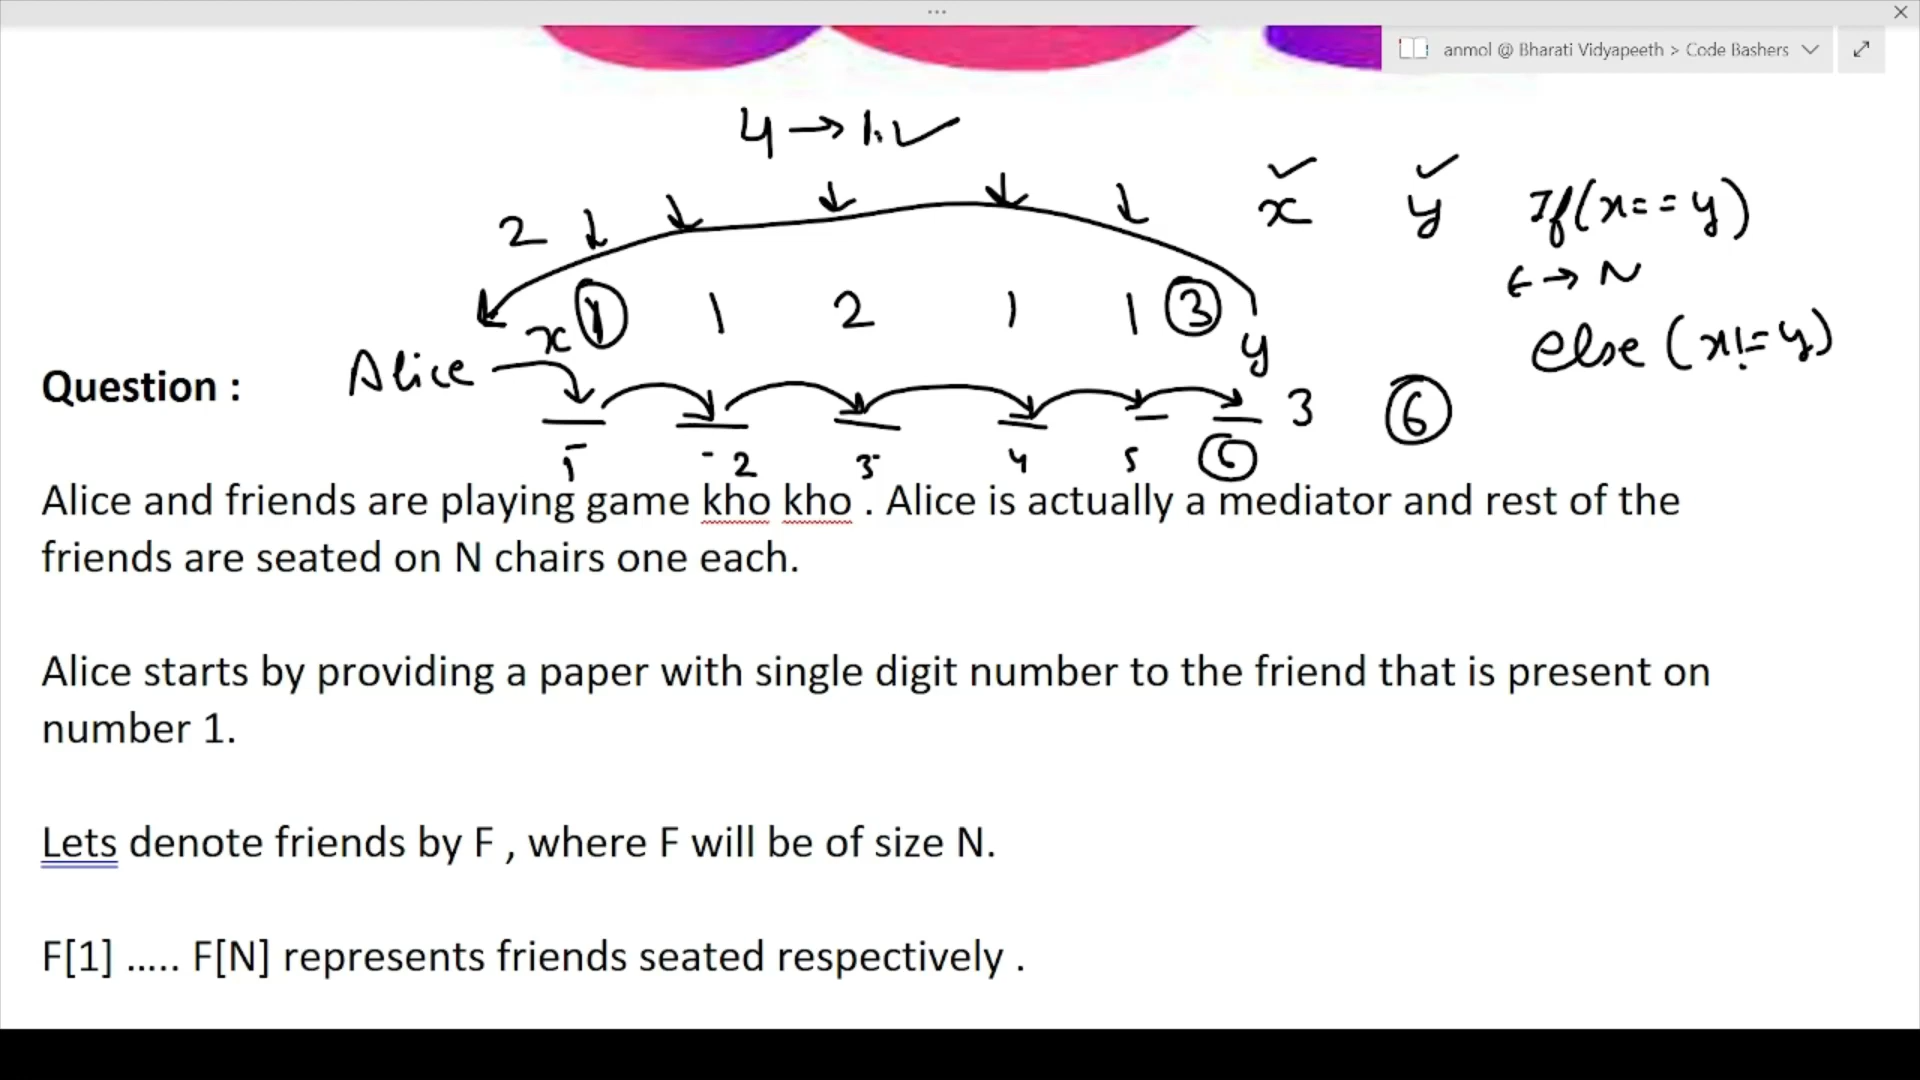 anmol @ Bharati Vidyapeeth > Code Bashers
4 → 1.
2
x y If(x==y)
1 1 2 1 1 3
→ N
x y
else (x!=y)
Alice
Question :
3 6
1 2 3 4 5 6
Alice and friends are playing game kho kho . Alice is actually a mediator and rest of the
friends are seated on N chairs one each.
Alice starts by providing a paper with single digit number to the friend that is present on
number 1.
Lets denote friends by F , where F will be of size N.
F[1] ..... F[N] represents friends seated respectively .